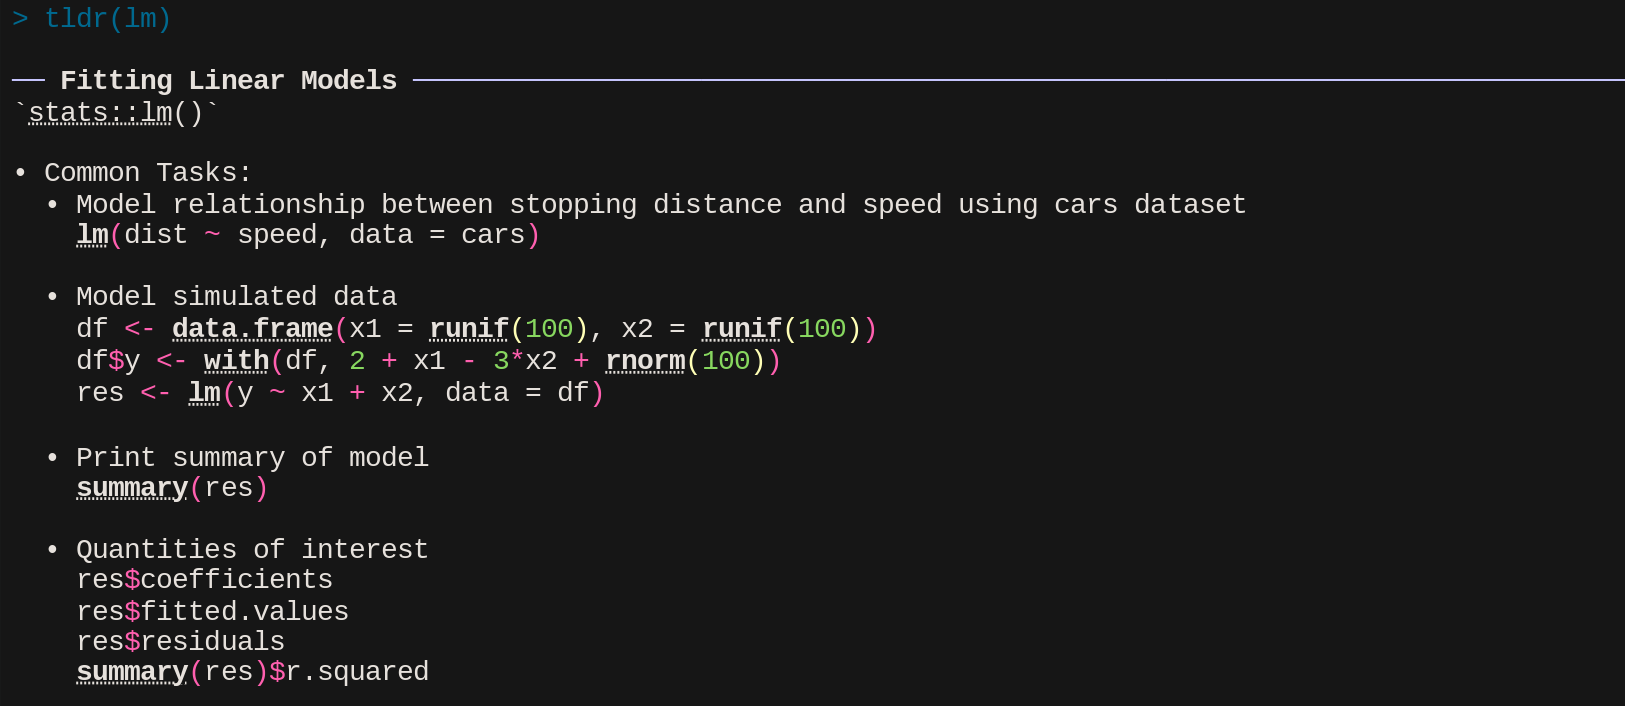 > tldr(lm)
── Fitting Linear Models ──────────
`stats::lm()`
• Common Tasks:
• Model relationship between stopping distance and speed using cars dataset
lm(dist ~ speed, data = cars)
• Model simulated data
df <- data.frame(x1 = runif(100), x2 = runif(100))
df$y <- with(df, 2 + x1 - 3*x2 + rnorm(100))
res <- lm(y ~ x1 + x2, data = df)
• Print summary of model
summary(res)
• Quantities of interest
res$coefficients
res$fitted.values
res$residuals
summary(res)$r.squared